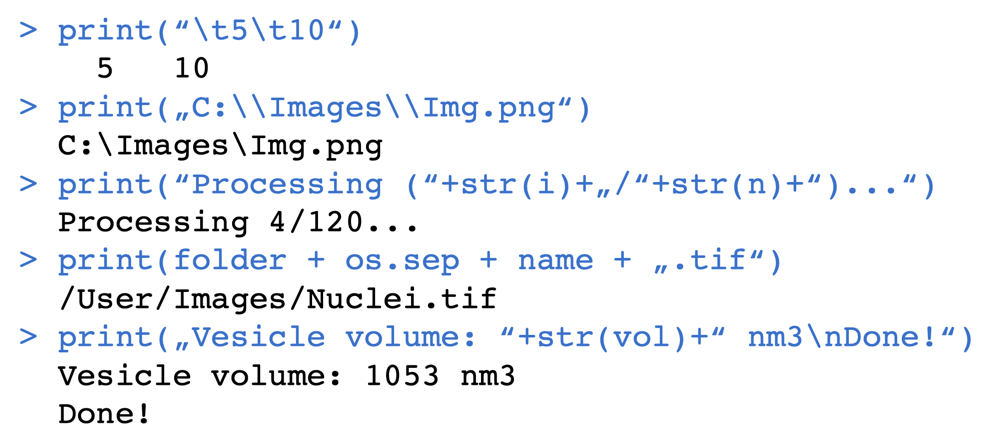 > print(“\t5\t10“)
5 10
> print(„C:\\Images\\Img.png“)
C:\Images\Img.png
> print(“Processing (“+str(i)+„/“+str(n)+“)...“)
Processing 4/120...
> print(folder + os.sep + name + „.tif“)
/User/Images/Nuclei.tif
> print(„Vesicle volume: “+str(vol)+“ nm3\nDone!“)
Vesicle volume: 1053 nm3
Done!